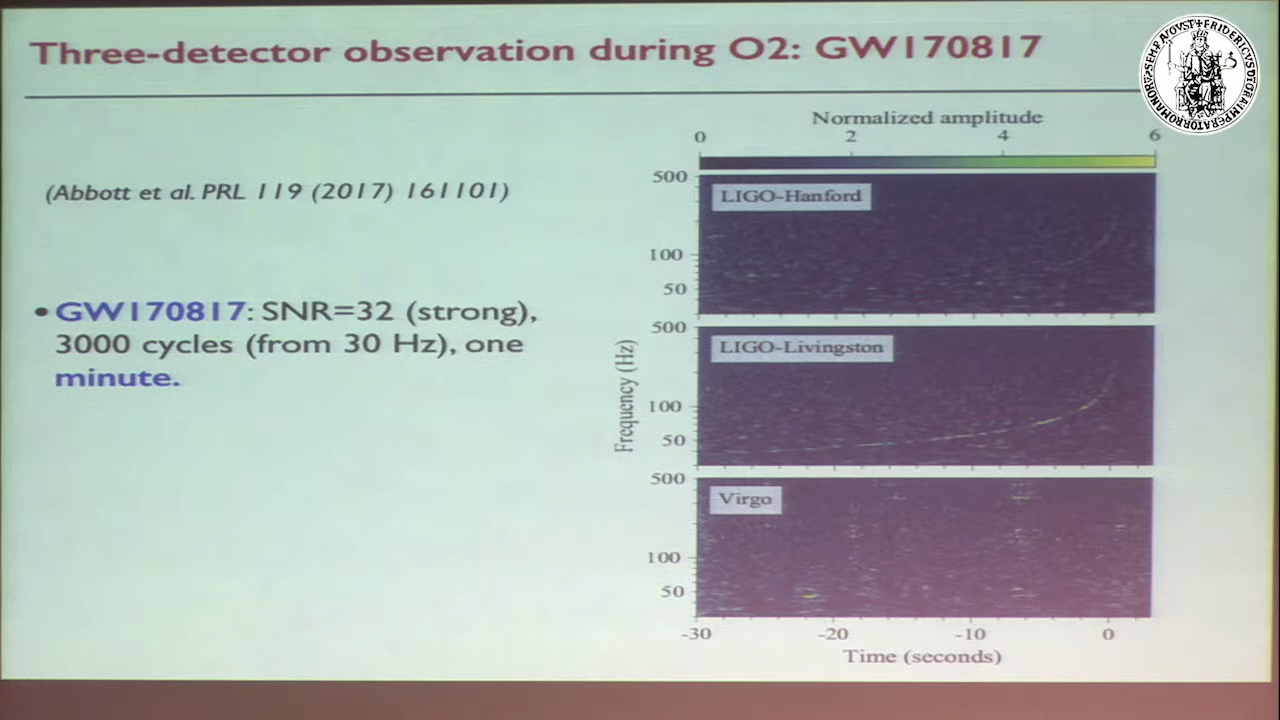 Three-detector observation during O2: GW170817
(Abbott et al. PRL 119 (2017) 161101)
• GW170817: SNR=32 (strong),
3000 cycles (from 30 Hz), one
minute.
Normalized amplitude
0 2 4 6
LIGO-Hanford
500
100
50
LIGO-Livingston
500
100
50
Virgo
500
100
50
Frequency (Hz)
-30 -20 -10 0
Time (seconds)